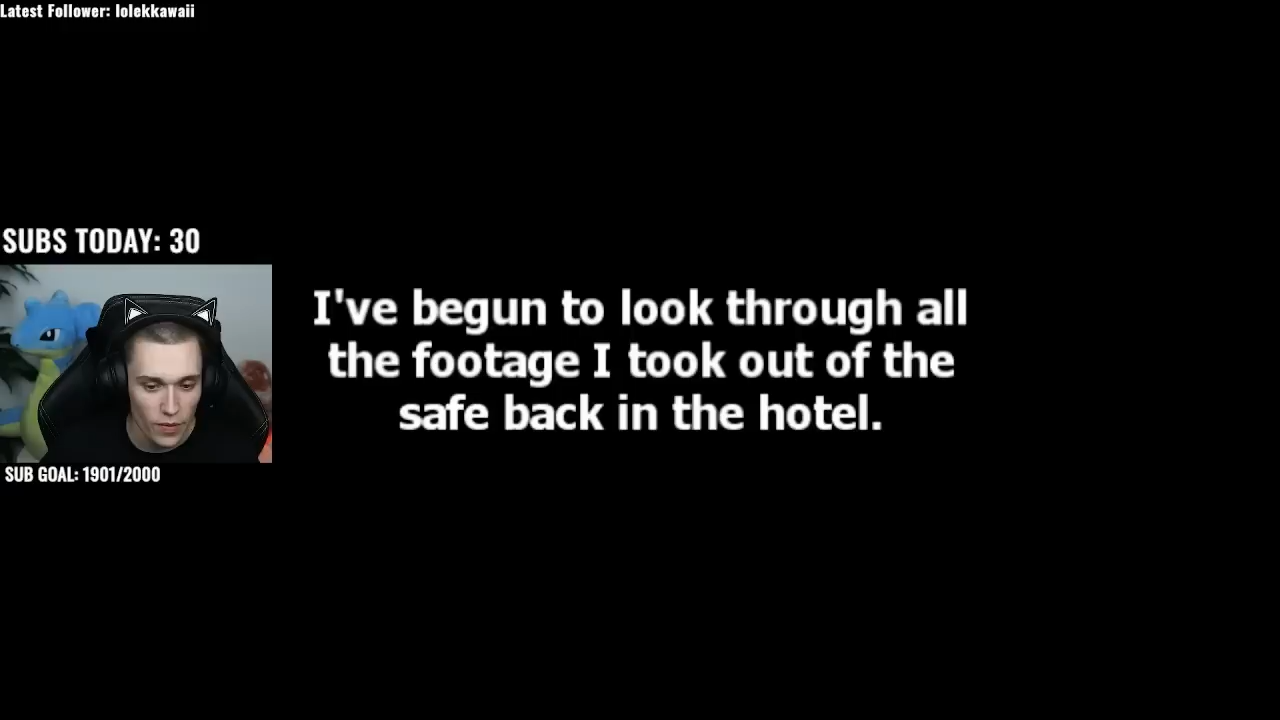 Latest Follower: lolekkawaii
SUBS TODAY: 30
I've begun to look through all
the footage I took out of the
safe back in the hotel.
SUB GOAL: 1901/2000